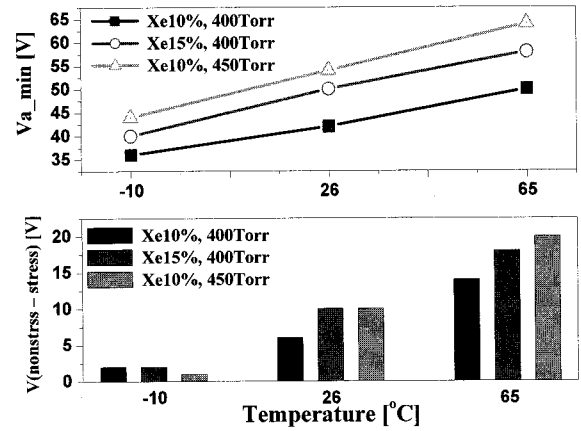 Va_min [V]
65
60
55
50
45
40
35
Xe10%, 400Torr
Xe15%, 400Torr
Xe10%, 450Torr
-10
26
65
V(nonstrss – stress) [V]
20
15
10
5
0
Xe10%, 400Torr
Xe15%, 400Torr
Xe10%, 450Torr
-10
26
65
Temperature [°C]